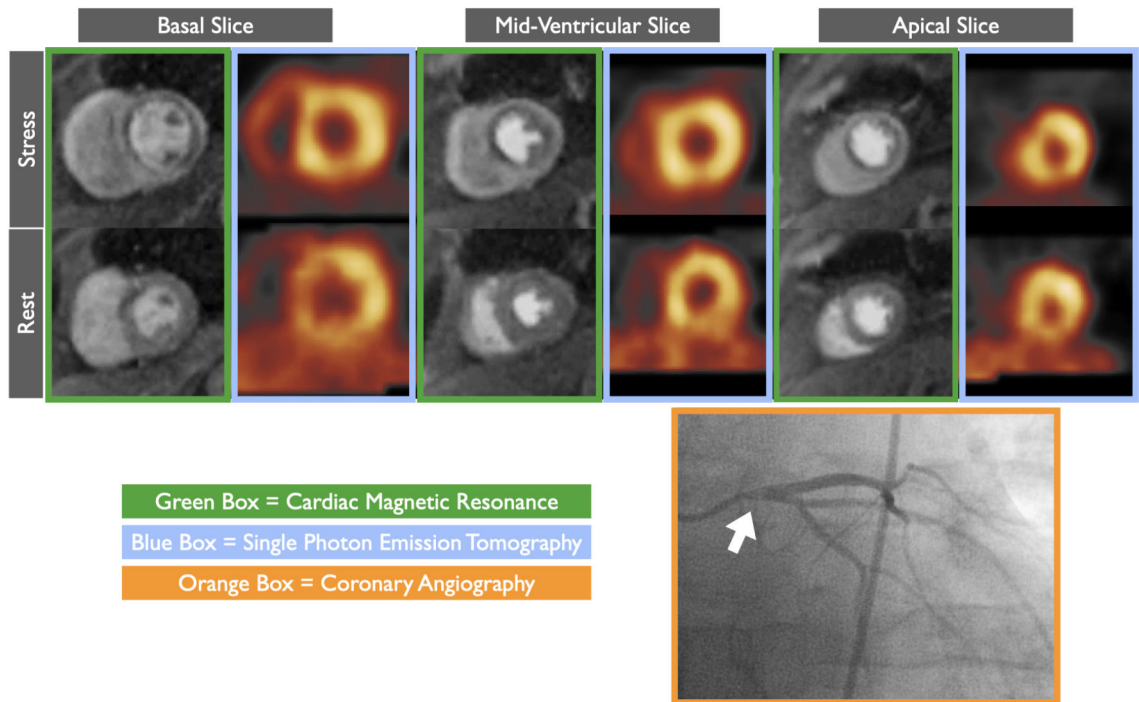 Basal Slice
Mid-Ventricular Slice
Apical Slice
Stress
Rest
Green Box = Cardiac Magnetic Resonance
Blue Box = Single Photon Emission Tomography
Orange Box = Coronary Angiography